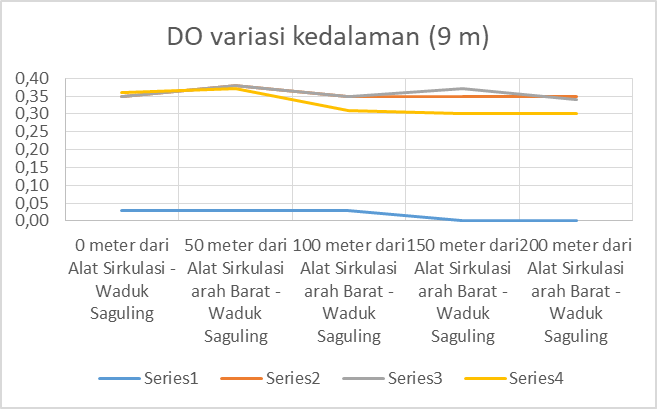 DO variasi kedalaman (9 m)
0,40
0,35
0,30
0,25
0,20
0,15
0,10
0,05
0,00
0 meter dari
Alat Sirkulasi -
Waduk
Saguling
50 meter dari
Alat Sirkulasi
arah Barat -
Waduk
Saguling
100 meter dari
Alat Sirkulasi
arah Barat -
Waduk
Saguling
150 meter dari
Alat Sirkulasi
arah Barat -
Waduk
Saguling
200 meter dari
Alat Sirkulasi
arah Barat -
Waduk
Saguling
Series1
Series2
Series3
Series4